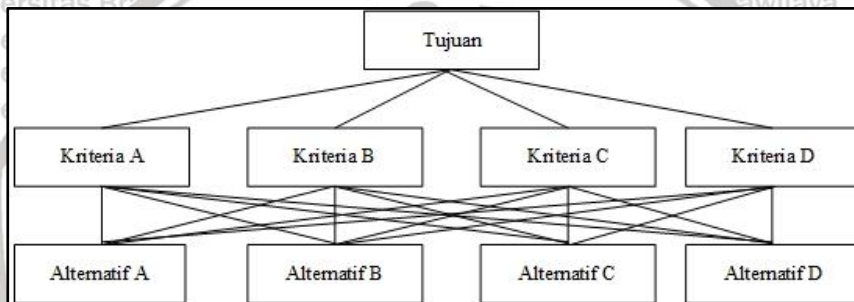 Tujuan
Kriteria A Kriteria B Kriteria C Kriteria D
Alternatif A Alternatif B Alternatif C Alternatif D